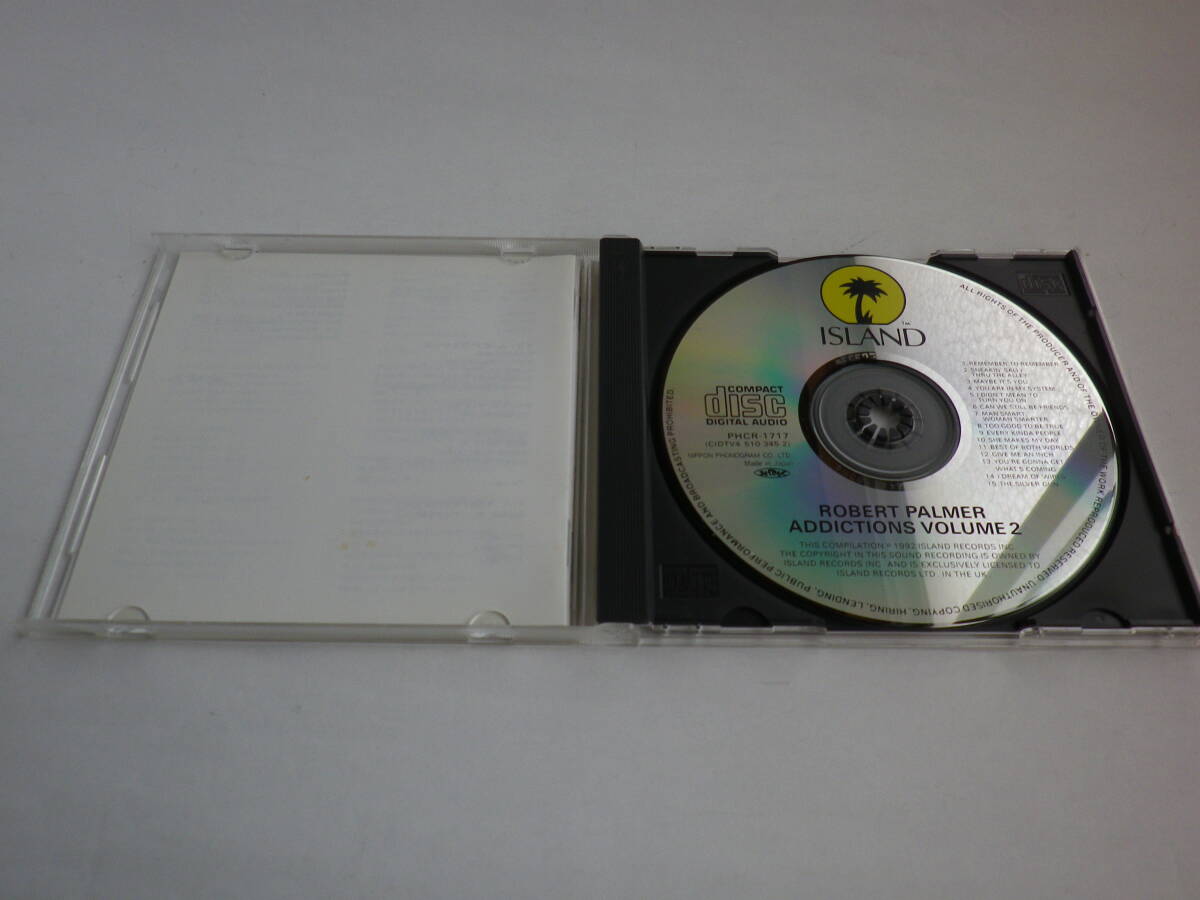 ISLAND
TM
ALL RIGHTS OF THE PRODUCER AND OF THE
WORK REPRODUCED RESERVED. UNAUTHORISED COPYING, HIRING, LENDING, PUBLIC PERFORMANCE AND BROADCASTING PROHIBITED.
COMPACT
disc
DIGITAL AUDIO
PHCR-1717
(CIDTV4 510 345-2)
NIPPON PHONOGRAM CO., LTD.
Made in Japan
1. REMEMBER TO REMEMBER
2. SNEAKIN' SALLY
THRU THE ALLEY
3. MAYBE IT'S YOU
4. YOU ARE IN MY SYSTEM
5. I DIDN'T MEAN TO
TURN YOU ON
6. CAN WE STILL BE FRIENDS
7. MAN SMART,
WOMAN SMARTER
8. TOO GOOD TO BE TRUE
9. EVERY KINDA PEOPLE
10. SHE MAKES MY DAY
11. BEST OF BOTH WORLDS
12. GIVE ME AN INCH
13. YOU'RE GONNA GET
WHAT'S COMING
14. I DREAM OF WIRES
15. THE SILVER GUN
ROBERT PALMER
ADDICTIONS VOLUME 2
THIS COMPILATION ℗ 1992 ISLAND RECORDS INC.
THE COPYRIGHT IN THIS SOUND RECORDING IS OWNED BY
ISLAND RECORDS INC. AND IS EXCLUSIVELY LICENSED TO
ISLAND RECORDS LTD. IN THE UK